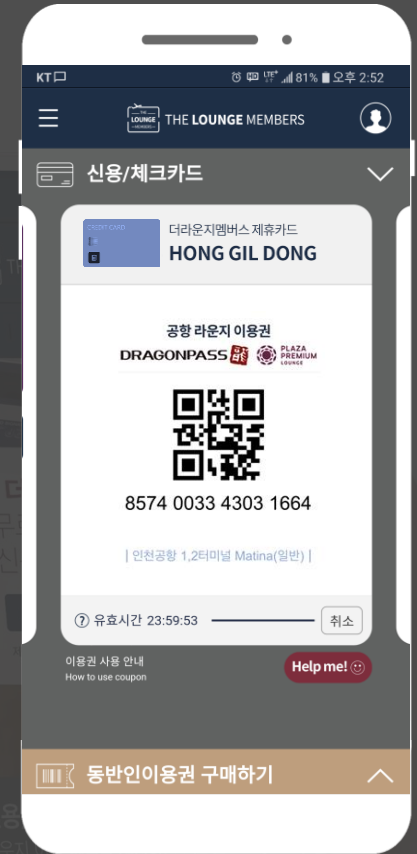 KT
LTE+ 81% 오후 2:52
THE LOUNGE MEMBERS
THE LOUNGE MEMBERS
신용/체크카드
CREDIT CARD
더라운지멤버스 제휴카드
HONG GIL DONG
공항 라운지 이용권
DRAGONPASS PLAZA PREMIUM LOUNGE
8574 0033 4303 1664
| 인천공항 1,2터미널 Matina(일반) |
? 유효시간 23:59:53 취소
이용권 사용 안내
How to use coupon
Help me!
동반인이용권 구매하기